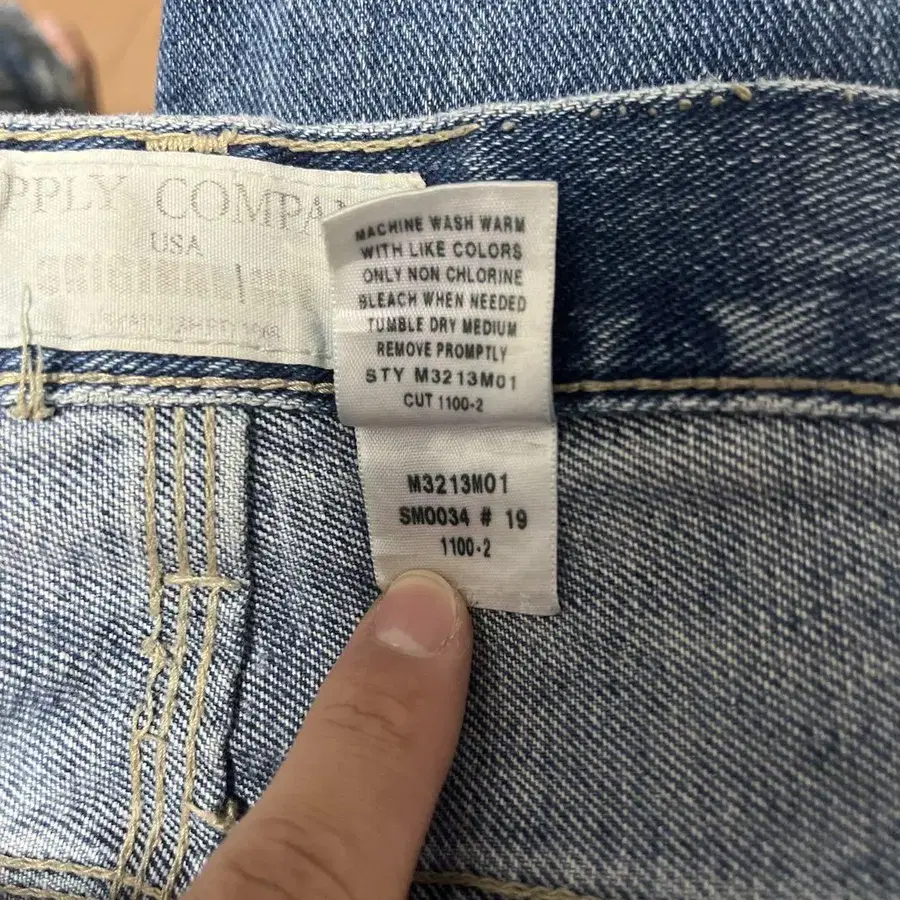 PPLY COMPA
USA
MACHINE WASH WARM
WITH LIKE COLORS
ONLY NON CHLORINE
BLEACH WHEN NEEDED
TUMBLE DRY MEDIUM
REMOVE PROMPTLY
STY M3213M01
CUT 1100-2
M3213M01
SM0034 # 19
1100-2